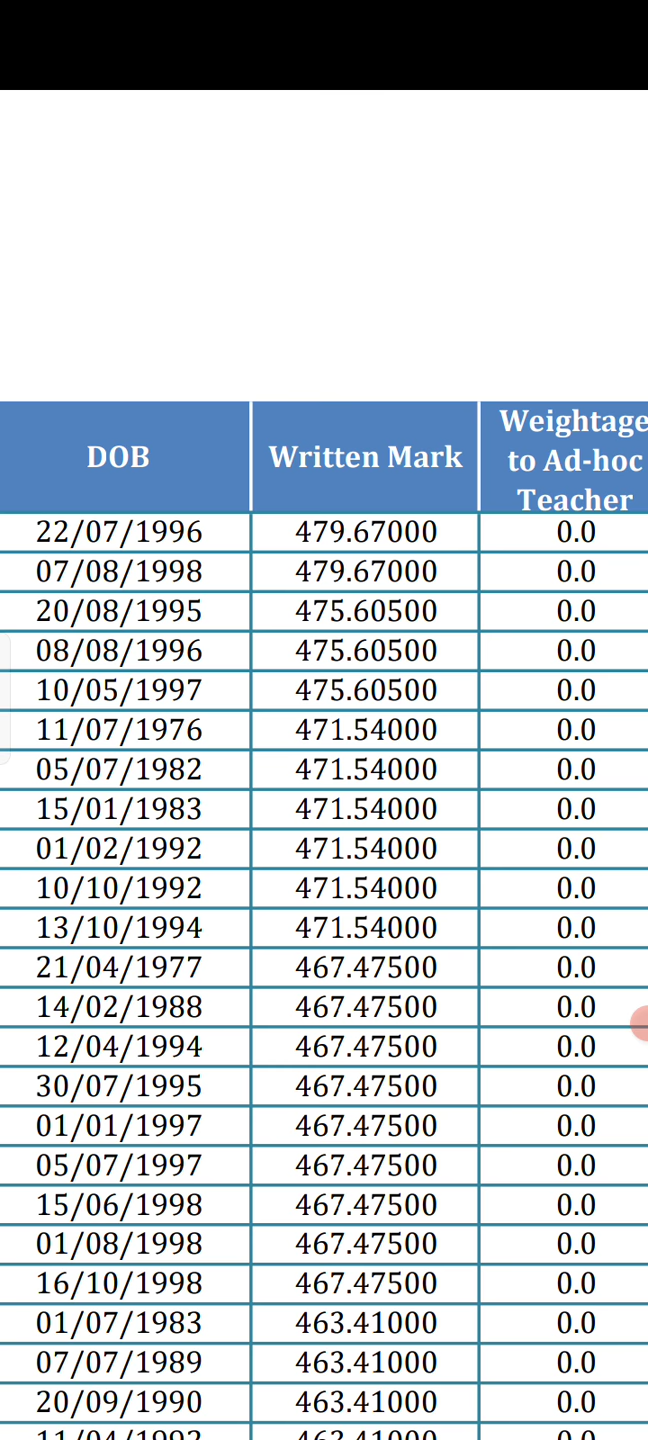 DOB Written Mark Weightage to Ad-hoc Teacher
22/07/1996 479.67000 0.0
07/08/1998 479.67000 0.0
20/08/1995 475.60500 0.0
08/08/1996 475.60500 0.0
10/05/1997 475.60500 0.0
11/07/1976 471.54000 0.0
05/07/1982 471.54000 0.0
15/01/1983 471.54000 0.0
01/02/1992 471.54000 0.0
10/10/1992 471.54000 0.0
13/10/1994 471.54000 0.0
21/04/1977 467.47500 0.0
14/02/1988 467.47500 0.0
12/04/1994 467.47500 0.0
30/07/1995 467.47500 0.0
01/01/1997 467.47500 0.0
05/07/1997 467.47500 0.0
15/06/1998 467.47500 0.0
01/08/1998 467.47500 0.0
16/10/1998 467.47500 0.0
01/07/1983 463.41000 0.0
07/07/1989 463.41000 0.0
20/09/1990 463.41000 0.0